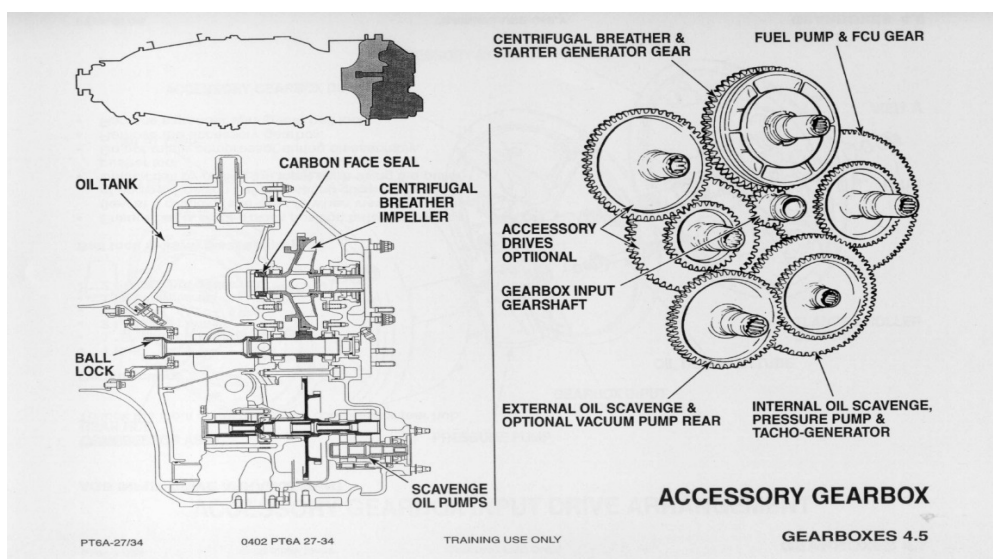 CENTRIFUGAL BREATHER &
STARTER GENERATOR GEAR
FUEL PUMP & FCU GEAR
CARBON FACE SEAL
OIL TANK
CENTRIFUGAL
BREATHER
IMPELLER
ACCEESSORY
DRIVES
OPTIIONAL
GEARBOX INPUT
GEARSHAFT
BALL
LOCK
EXTERNAL OIL SCAVENGE &
OPTIONAL VACUUM PUMP REAR
INTERNAL OIL SCAVENGE,
PRESSURE PUMP &
TACHO-GENERATOR
SCAVENGE
OIL PUMPS
ACCESSORY GEARBOX
PT6A-27/34
0402 PT6A 27-34
TRAINING USE ONLY
GEARBOXES 4.5